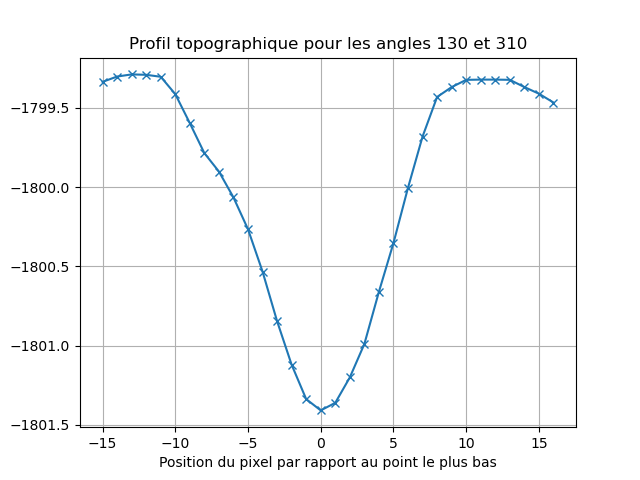 Profil topographique pour les angles 130 et 310
−1799.5
−1800.0
−1800.5
−1801.0
−1801.5
−15 −10 −5 0 5 10 15
Position du pixel par rapport au point le plus bas